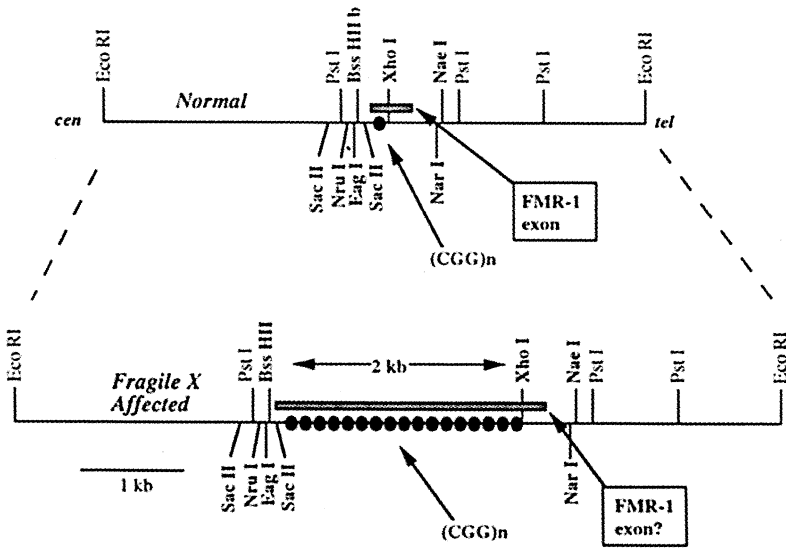 Eco RI
Pst I
Bss HII b
Xho I
Nae I
Pst I
Pst I
Eco RI
Normal
cen
tel
Sac II
Nru I
Eag I
Sac II
Nar I
FMR-1
exon
(CGG)n
Eco RI
Pst I
Bss HII
2 kb
Xho I
Nae I
Pst I
Pst I
Eco RI
Fragile X
Affected
1 kb
Sac II
Nru I
Eag I
Sac II
Nar I
(CGG)n
FMR-1
exon?